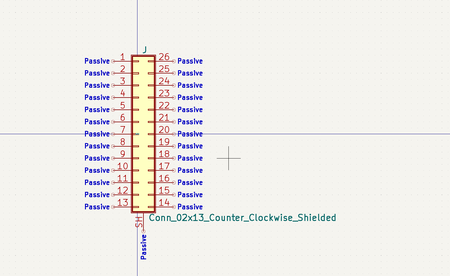 J
Passive 1 26 Passive
Passive 2 25 Passive
Passive 3 24 Passive
Passive 4 23 Passive
Passive 5 22 Passive
Passive 6 21 Passive
Passive 7 20 Passive
Passive 8 19 Passive
Passive 9 18 Passive
Passive 10 17 Passive
Passive 11 16 Passive
Passive 12 15 Passive
Passive 13 14 Passive
Conn_02x13_Counter_Clockwise_Shielded
SH
Passive